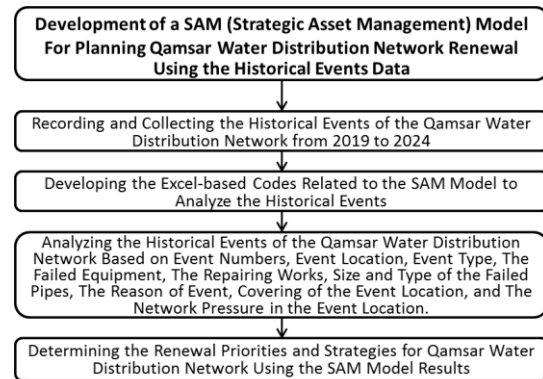 Development of a SAM (Strategic Asset Management) Model
For Planning Qamsar Water Distribution Network Renewal
Using the Historical Events Data
Recording and Collecting the Historical Events of the Qamsar Water
Distribution Network from 2019 to 2024
Developing the Excel-based Codes Related to the SAM Model to
Analyze the Historical Events
Analyzing the Historical Events of the Qamsar Water Distribution
Network Based on Event Numbers, Event Location, Event Type, The
Failed Equipment, The Repairing Works, Size and Type of the Failed
Pipes, The Reason of Event, Covering of the Event Location, and The
Network Pressure in the Event Location.
Determining the Renewal Priorities and Strategies for Qamsar Water
Distribution Network Using the SAM Model Results